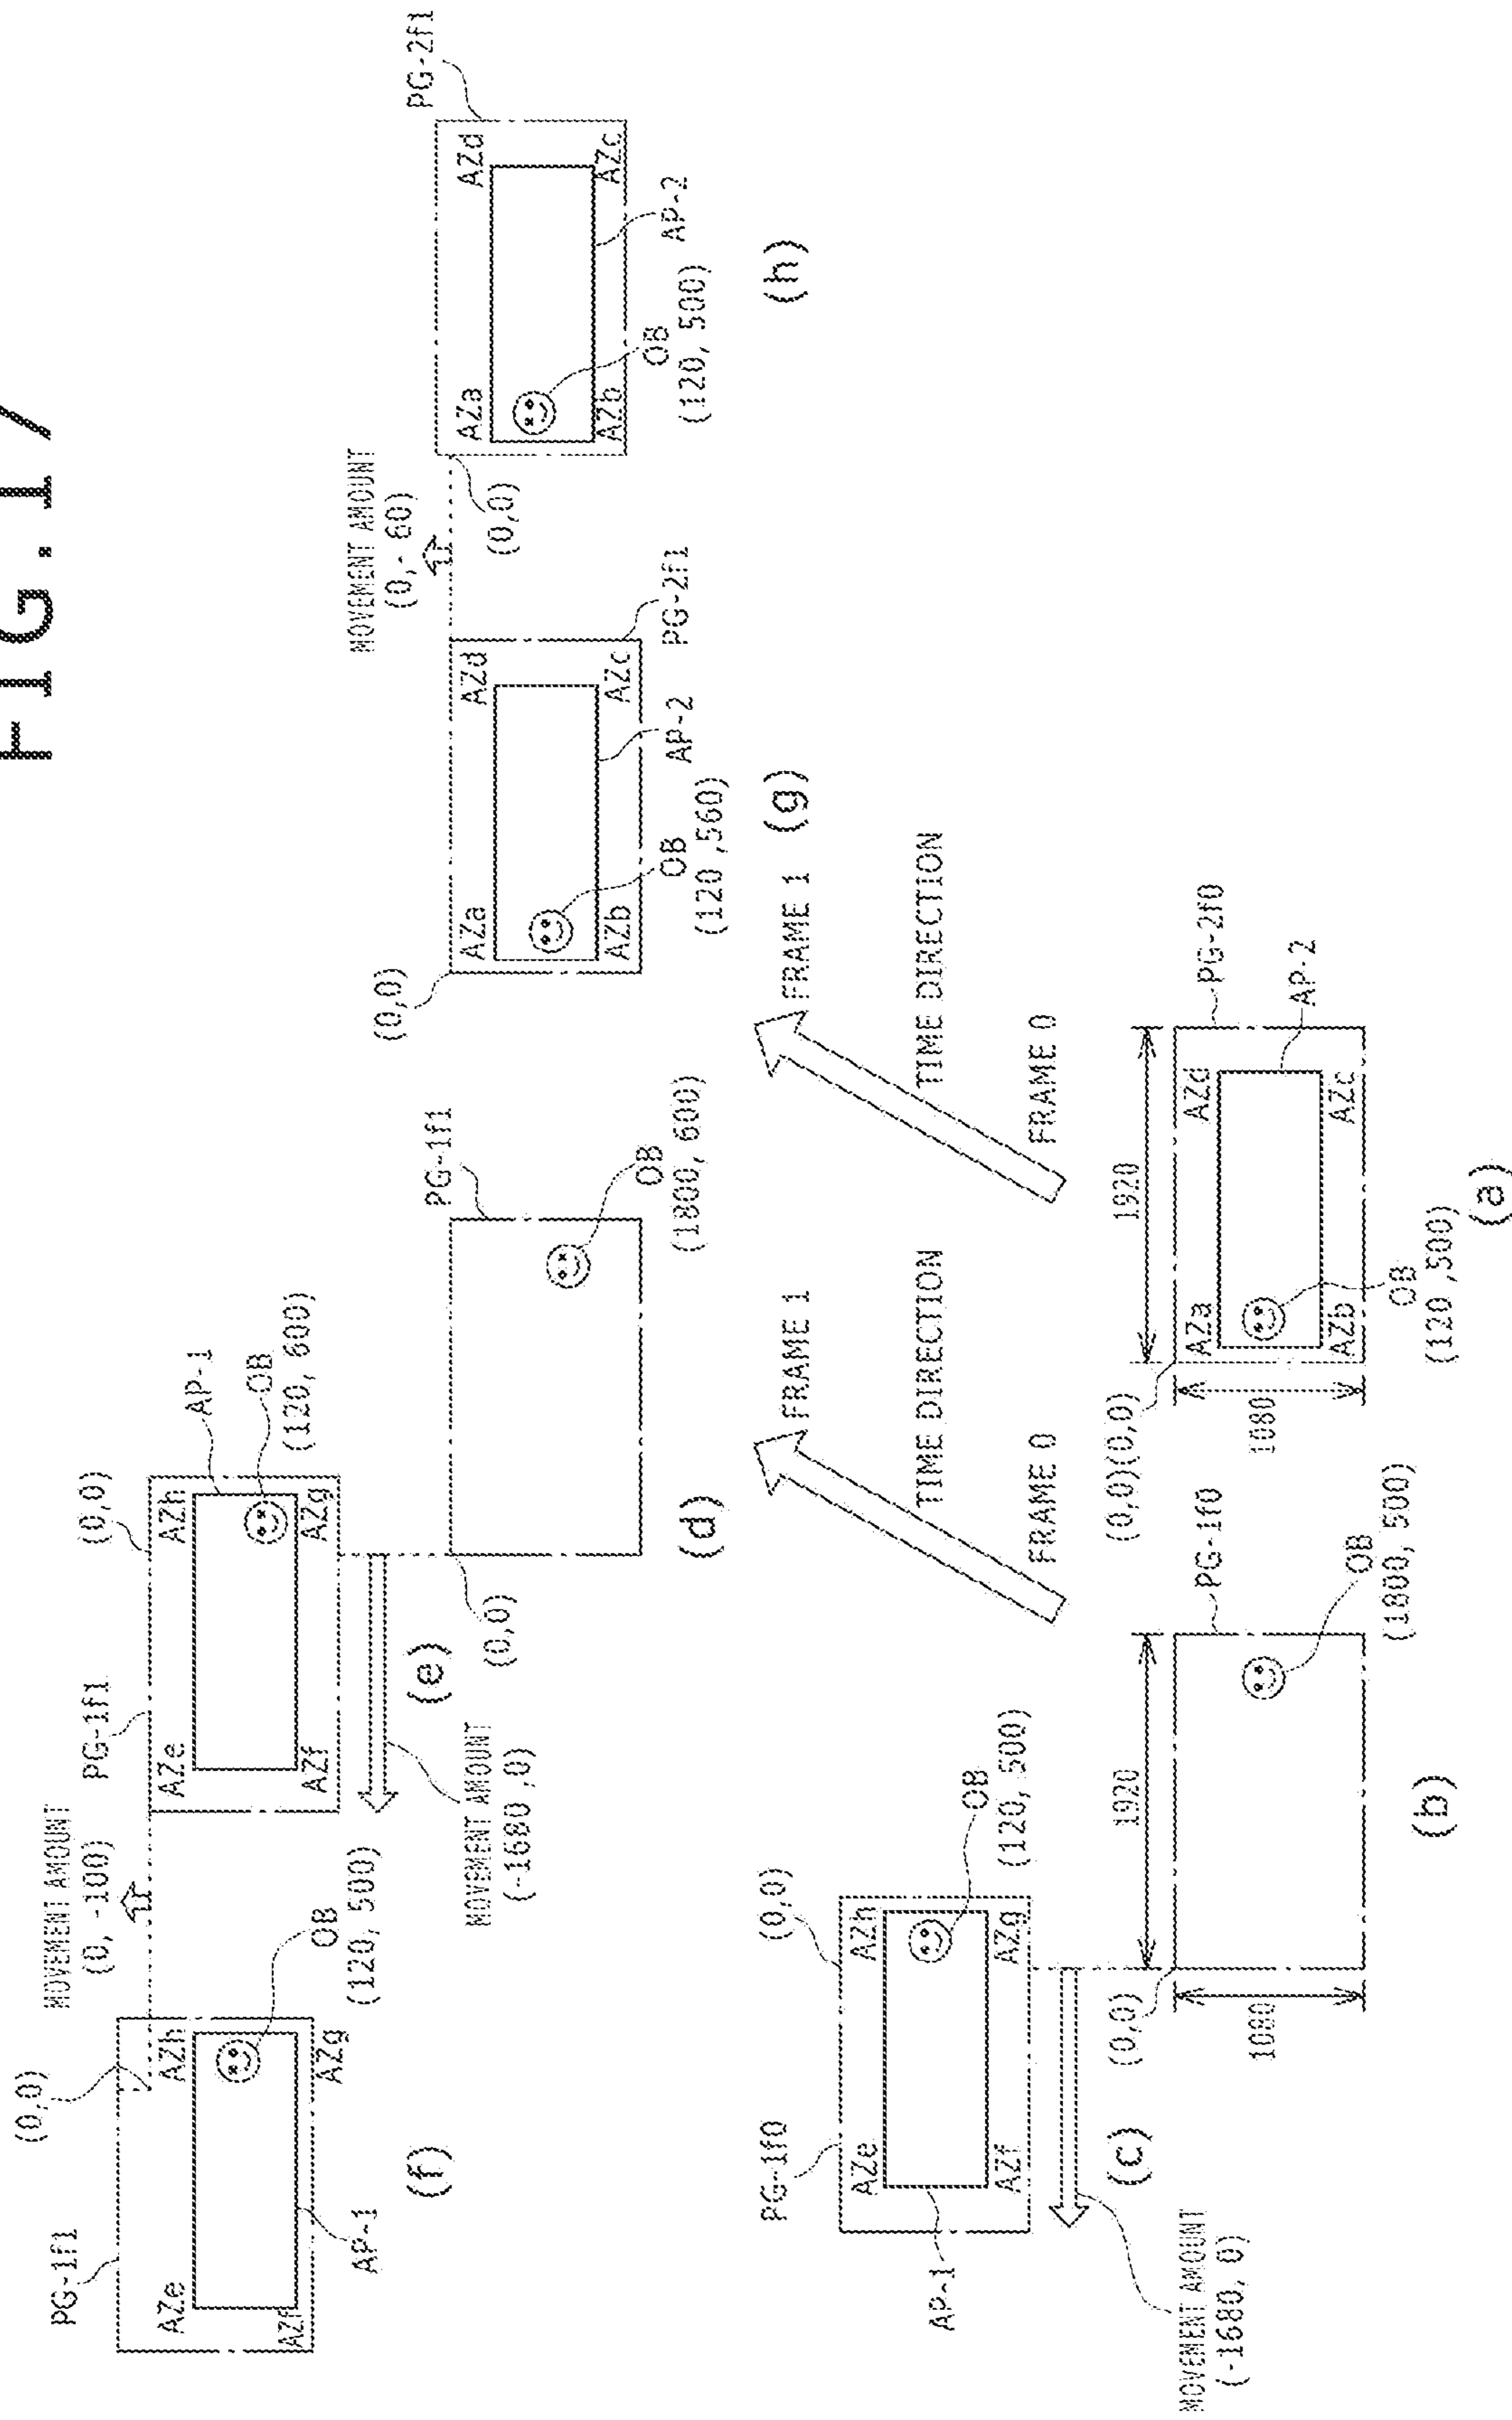 FIG. 17
PG-1f1
(0,0)
AZe
AZh
AZf
AZg
AP-1
OB
(120, 500)
(f)
MOVEMENT AMOUNT
(0, -100)
PG-1f1
(0,0)
AZe
AZh
AZf
AZg
AP-1
OB
(120, 600)
(e)
MOVEMENT AMOUNT
(-1680 ,0)
(0,0)
PG-1f1
OB
(1800, 600)
(d)
(0,0)
AZa
AZd
AZb
AZc
PG-2f1
AP-2
OB
(120 ,560)
(g)
MOVEMENT AMOUNT
(0,- 60)
(0,0)
AZa
AZd
AZb
AZc
PG-2f1
AP-2
OB
(120, 500)
(h)
FRAME 1
TIME DIRECTION
FRAME 0
FRAME 1
TIME DIRECTION
FRAME 0
PG-1f0
(0,0)
AZe
AZh
AZf
AZg
AP-1
OB
(120, 500)
(c)
MOVEMENT AMOUNT
(-1680, 0)
(0,0)
1920
1080
PG-1f0
OB
(1800, 500)
(b)
(0,0)(0,0)
1920
1080
AZa
AZd
AZb
AZc
PG-2f0
AP-2
OB
(120 ,500)
(a)